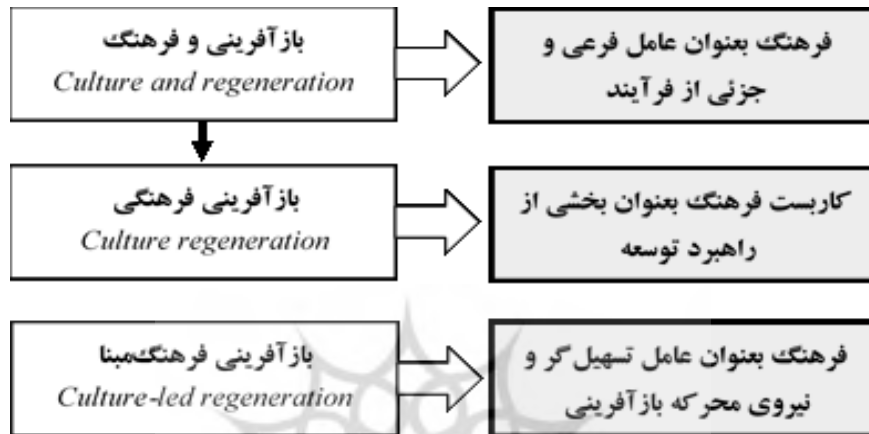 بازآفرینی و فرهنگ
Culture and regeneration
فرهنگ بعنوان عامل فرعی و
جزئی از فرآیند
بازآفرینی فرهنگی
Culture regeneration
کاربست فرهنگ بعنوان بخشی از
راهبرد توسعه
بازآفرینی فرهنگ‌مبنا
Culture-led regeneration
فرهنگ بعنوان عامل تسهیل‌گر و
نیروی محرکه بازآفرینی